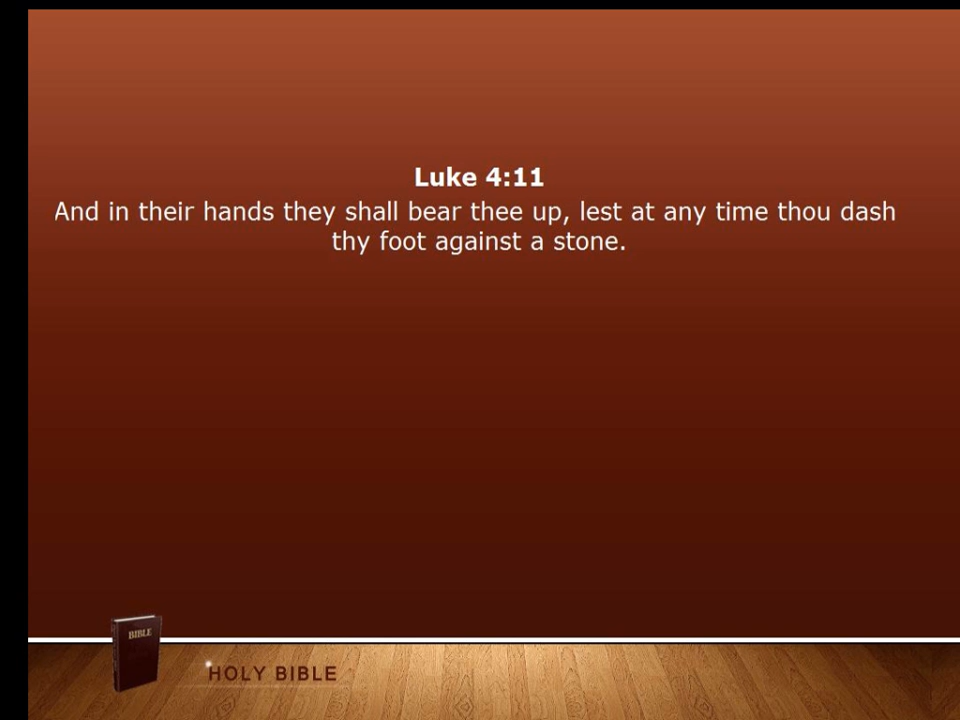 Luke 4:11
And in their hands they shall bear thee up, lest at any time thou dash
thy foot against a stone.
BIBLE
HOLY BIBLE